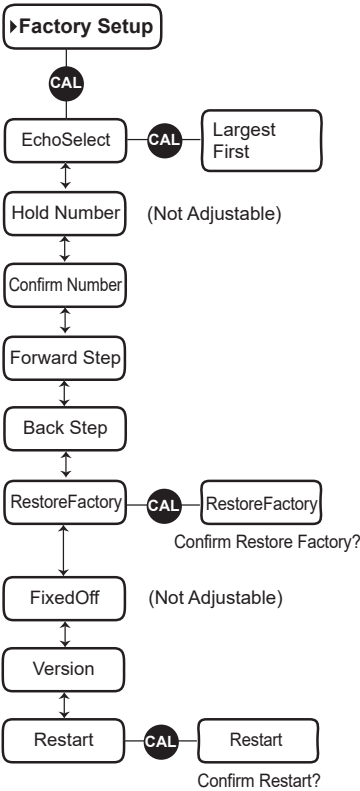 ▸Factory Setup
CAL
EchoSelect
CAL
Largest
First
Hold Number
(Not Adjustable)
Confirm Number
Forward Step
Back Step
RestoreFactory
CAL
RestoreFactory
Confirm Restore Factory?
FixedOff
(Not Adjustable)
Version
Restart
CAL
Restart
Confirm Restart?